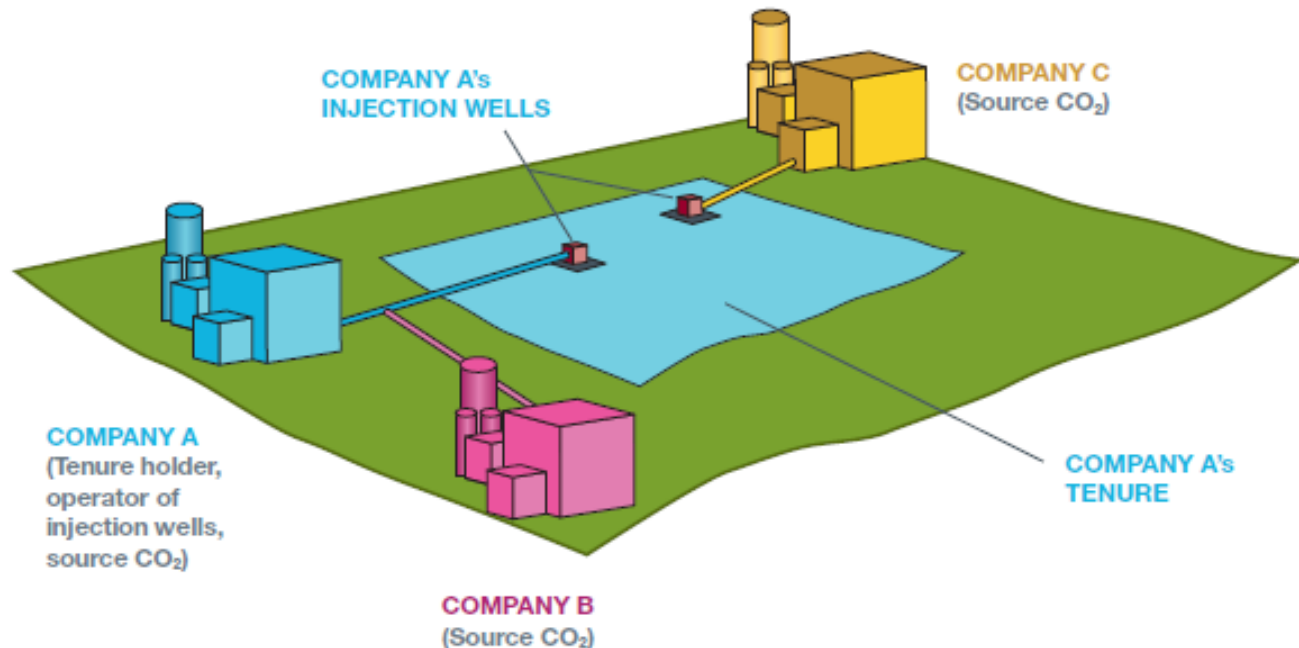 COMPANY A's
INJECTION WELLS
COMPANY C
(Source CO₂)
COMPANY A
(Tenure holder,
operator of
injection wells,
source CO₂)
COMPANY A's
TENURE
COMPANY B
(Source CO₂)